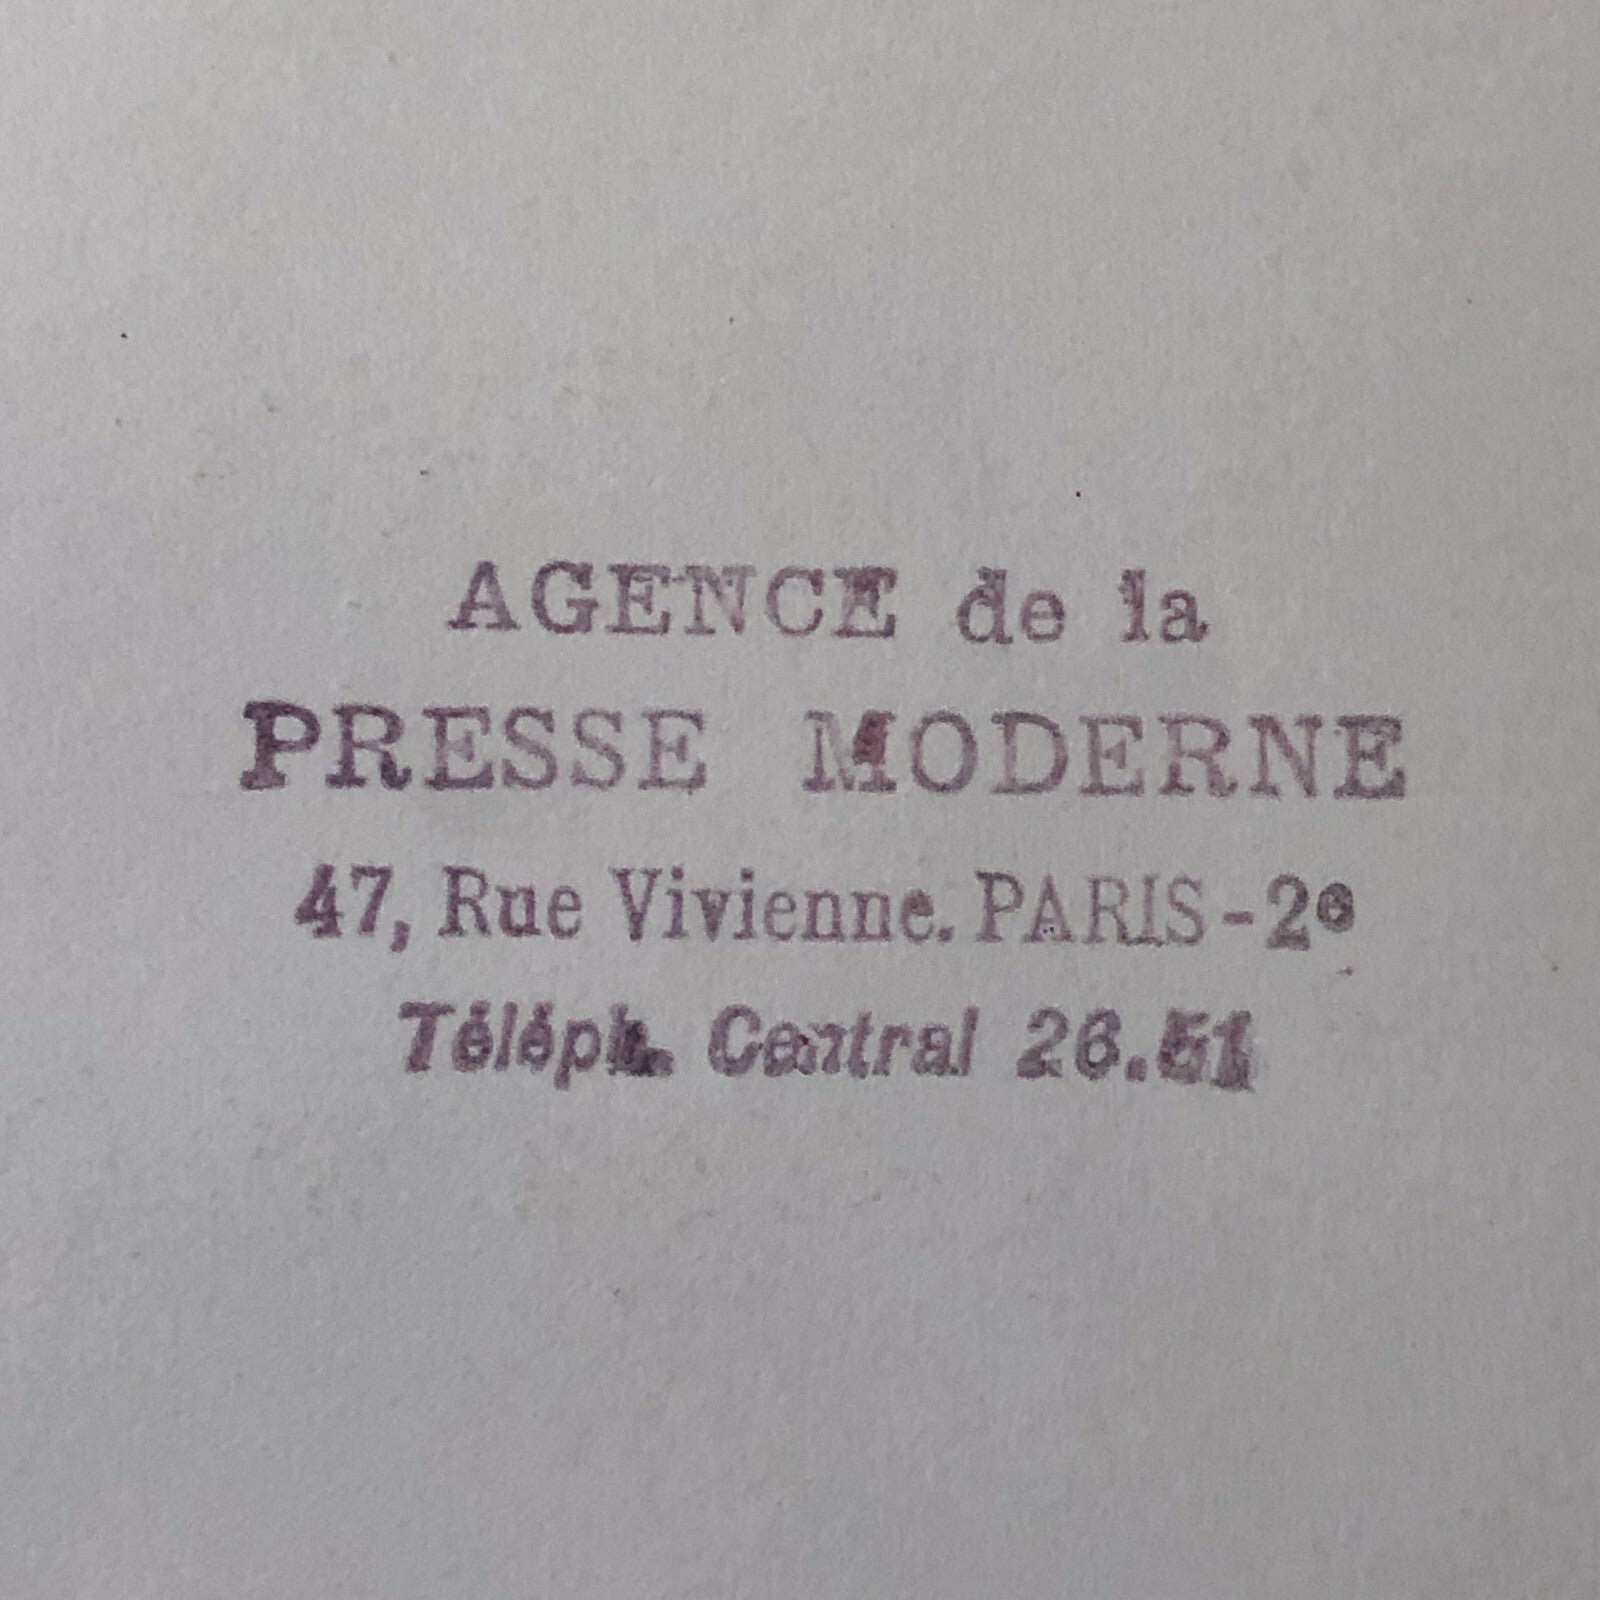 AGENCE de la
PRESSE MODERNE
47, Rue Vivienne. PARIS-2e
Téléph. Central 26.51